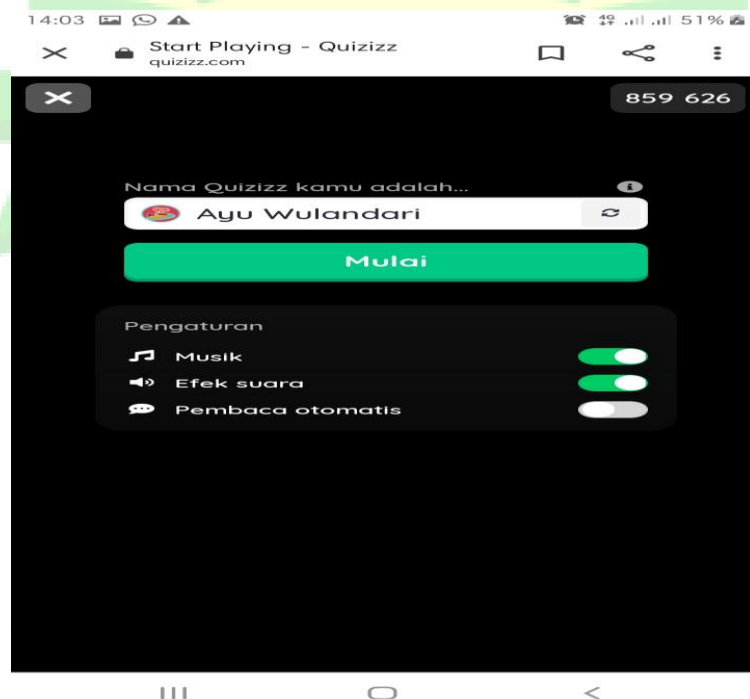 14:03 51%
Start Playing - Quizizz
quizizz.com
859 626
Nama Quizizz kamu adalah...
Ayu Wulandari
Mulai
Pengaturan
Musik
Efek suara
Pembaca otomatis